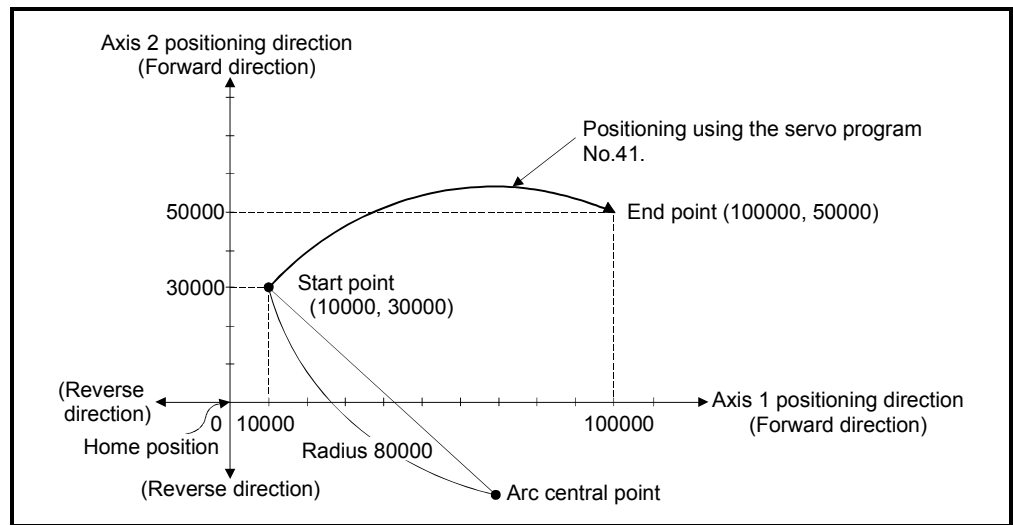 Axis 2 positioning direction
(Forward direction)
Positioning using the servo program
No.41.
50000
End point (100000, 50000)
30000
Start point
(10000, 30000)
(Reverse
direction)
0
10000
100000
Axis 1 positioning direction
(Forward direction)
Home position
Radius 80000
(Reverse direction)
Arc central point